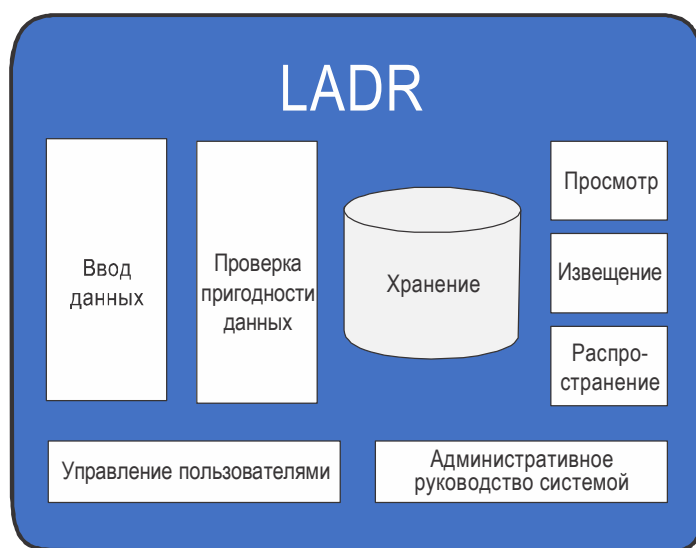 LADR
Ввод
данных
Проверка
пригодности
данных
Хранение
Просмотр
Извещение
Распро-
странение
Управление пользователями
Административное
руководство системой